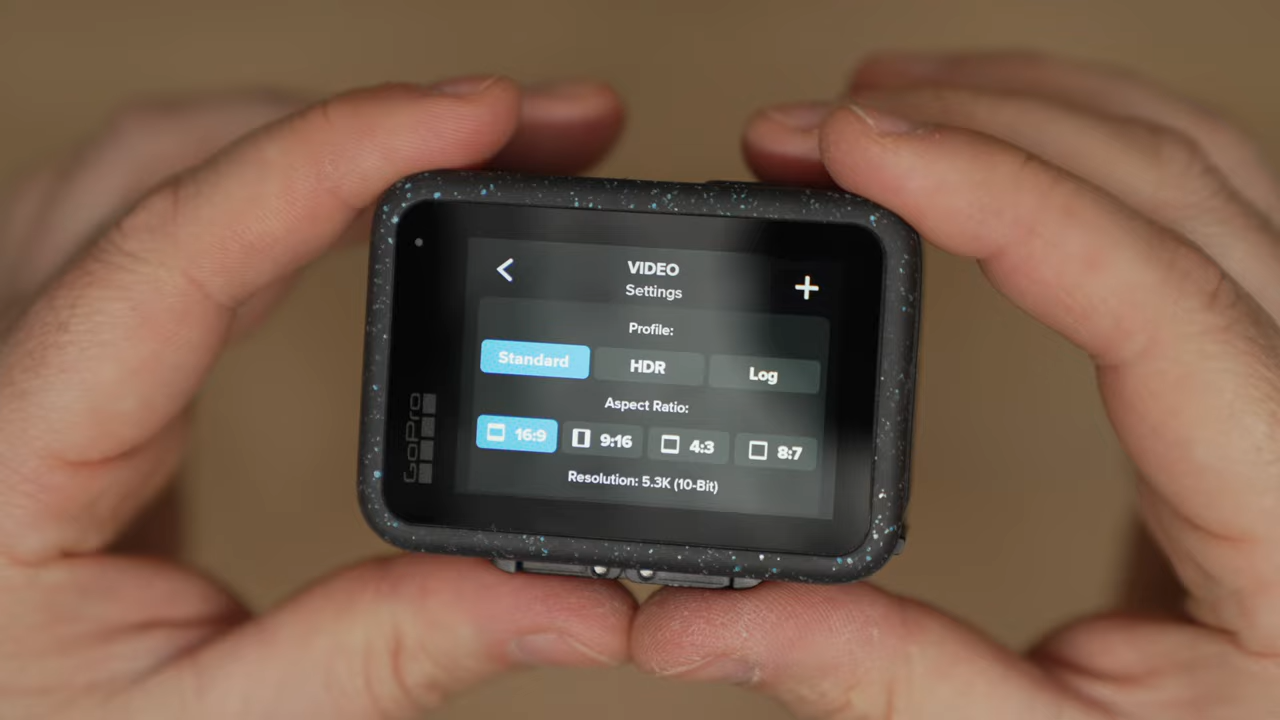 VIDEO
Settings
Profile:
Standard HDR Log
Aspect Ratio:
16:9 9:16 4:3 8:7
Resolution: 5.3K (10-Bit)
GoPro